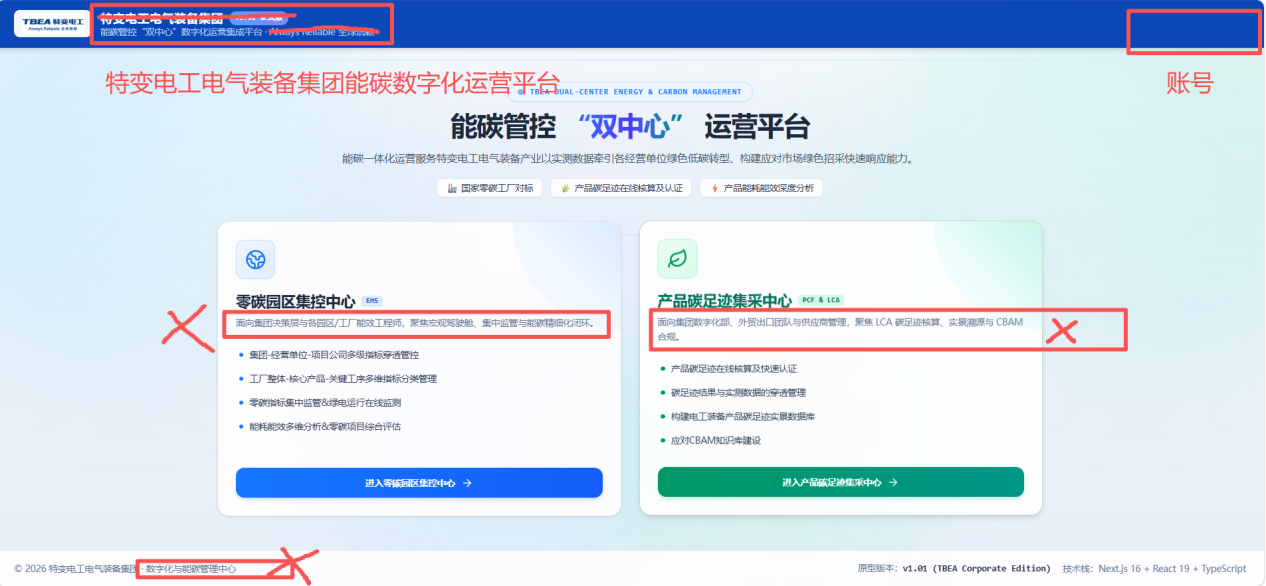 TBEA 特变电工
Always Reliable 全球信赖
特变电工电气装备集团
能碳管控“双中心”数字化运营集成平台 · Always Reliable 全球信赖
特变电工电气装备集团能碳数字化运营平台
账号
TBEA DUAL-CENTER ENERGY & CARBON MANAGEMENT
能碳管控 “双中心” 运营平台
能碳一体化运营服务特变电工电气装备产业以实测数据牵引各经营单位绿色低碳转型、构建应对市场绿色招采快速响应能力。
国家零碳工厂对标
产品碳足迹在线核算及认证
产品能耗能效深度分析
零碳园区集控中心 EMS
面向集团决策层与各园区/工厂能效工程师，聚焦宏观驾驶舱、集中监管与能碳精细化闭环。
集团-经营单位-项目公司多级指标穿透管控
工厂整体-核心产品-关键工序多维指标分类管理
零碳指标集中监管&绿电运行在线监测
能耗能效多维分析&零碳项目综合评估
进入零碳园区集控中心 →
产品碳足迹集采中心 PCF & LCA
面向集团数字化部、外贸出口团队与供应商管理，聚焦 LCA 碳足迹核算、实景溯源与 CBAM
合规。
产品碳足迹在线核算及快速认证
碳足迹结果与实测数据的穿透管理
构建电工装备产品碳足迹实景数据库
应对CBAM知识库建设
进入产品碳足迹集采中心 →
© 2026 特变电工电气装备集团 · 数字化与能碳管理中心
原型版本： v1.01 (TBEA Corporate Edition) 技术栈： Next.js 16 + React 19 + TypeScript